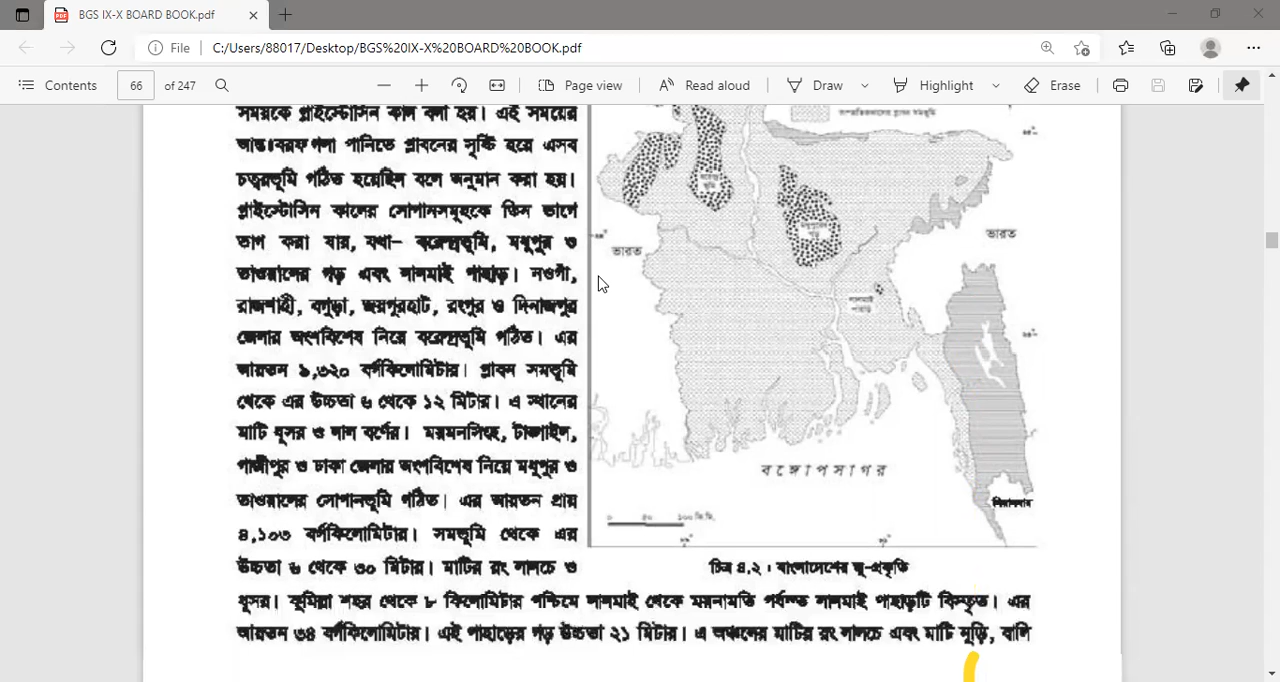 BGS IX-X BOARD BOOK.pdf
File C:/Users/88017/Desktop/BGS%20IX-X%20BOARD%20BOOK.pdf
Contents 66 of 247 Page view Read aloud Draw Highlight Erase
সময়কে প্লাইস্টোসিন কাল বলা হয়। এই সময়ের
আন্তঃবরফগলা পানিতে প্লাবনের সৃষ্টি হয়ে এসব
চত্বরভূমি গঠিত হয়েছিল বলে অনুমান করা হয়।
প্লাইস্টোসিন কালের সোপানসমূহকে তিন ভাগে
ভাগ করা যায়, যথা– বরেন্দ্রভূমি, মধুপুর ও
ভাওয়ালের গড় এবং লালমাই পাহাড়। নওগাঁ,
রাজশাহী, বগুড়া, জয়পুরহাট, রংপুর ও দিনাজপুর
জেলার অংশবিশেষ নিয়ে বরেন্দ্রভূমি গঠিত। এর
আয়তন ৯,৩২০ বর্গকিলোমিটার। প্লাবন সমভূমি
থেকে এর উচ্চতা ৬ থেকে ১২ মিটার। এ স্থানের
মাটি ধূসর ও লাল বর্ণের। ময়মনসিংহ, টাঙ্গাইল,
গাজীপুর ও ঢাকা জেলার অংশবিশেষ নিয়ে মধুপুর ও
ভাওয়ালের সোপানভূমি গঠিত। এর আয়তন প্রায়
৪,১০৩ বর্গকিলোমিটার। সমভূমি থেকে এর
উচ্চতা ৬ থেকে ৩০ মিটার। মাটির রং লালচে ও
ধূসর। কুমিল্লা শহর থেকে ৮ কিলোমিটার পশ্চিমে লালমাই থেকে ময়নামতি পর্যন্ত লালমাই পাহাড়টি বিস্তৃত। এর
আয়তন ৩৪ বর্গকিলোমিটার। এই পাহাড়ের গড় উচ্চতা ২১ মিটার। এ অঞ্চলের মাটির রং লালচে এবং মাটি নুড়ি, বালি
ভারত
ভারত
লালমাই
পাহাড়
বঙ্গোপসাগর
০ ৫০ ১০০ কি.মি.
চিত্র ৪.২ : বাংলাদেশের ভূ-প্রকৃতি